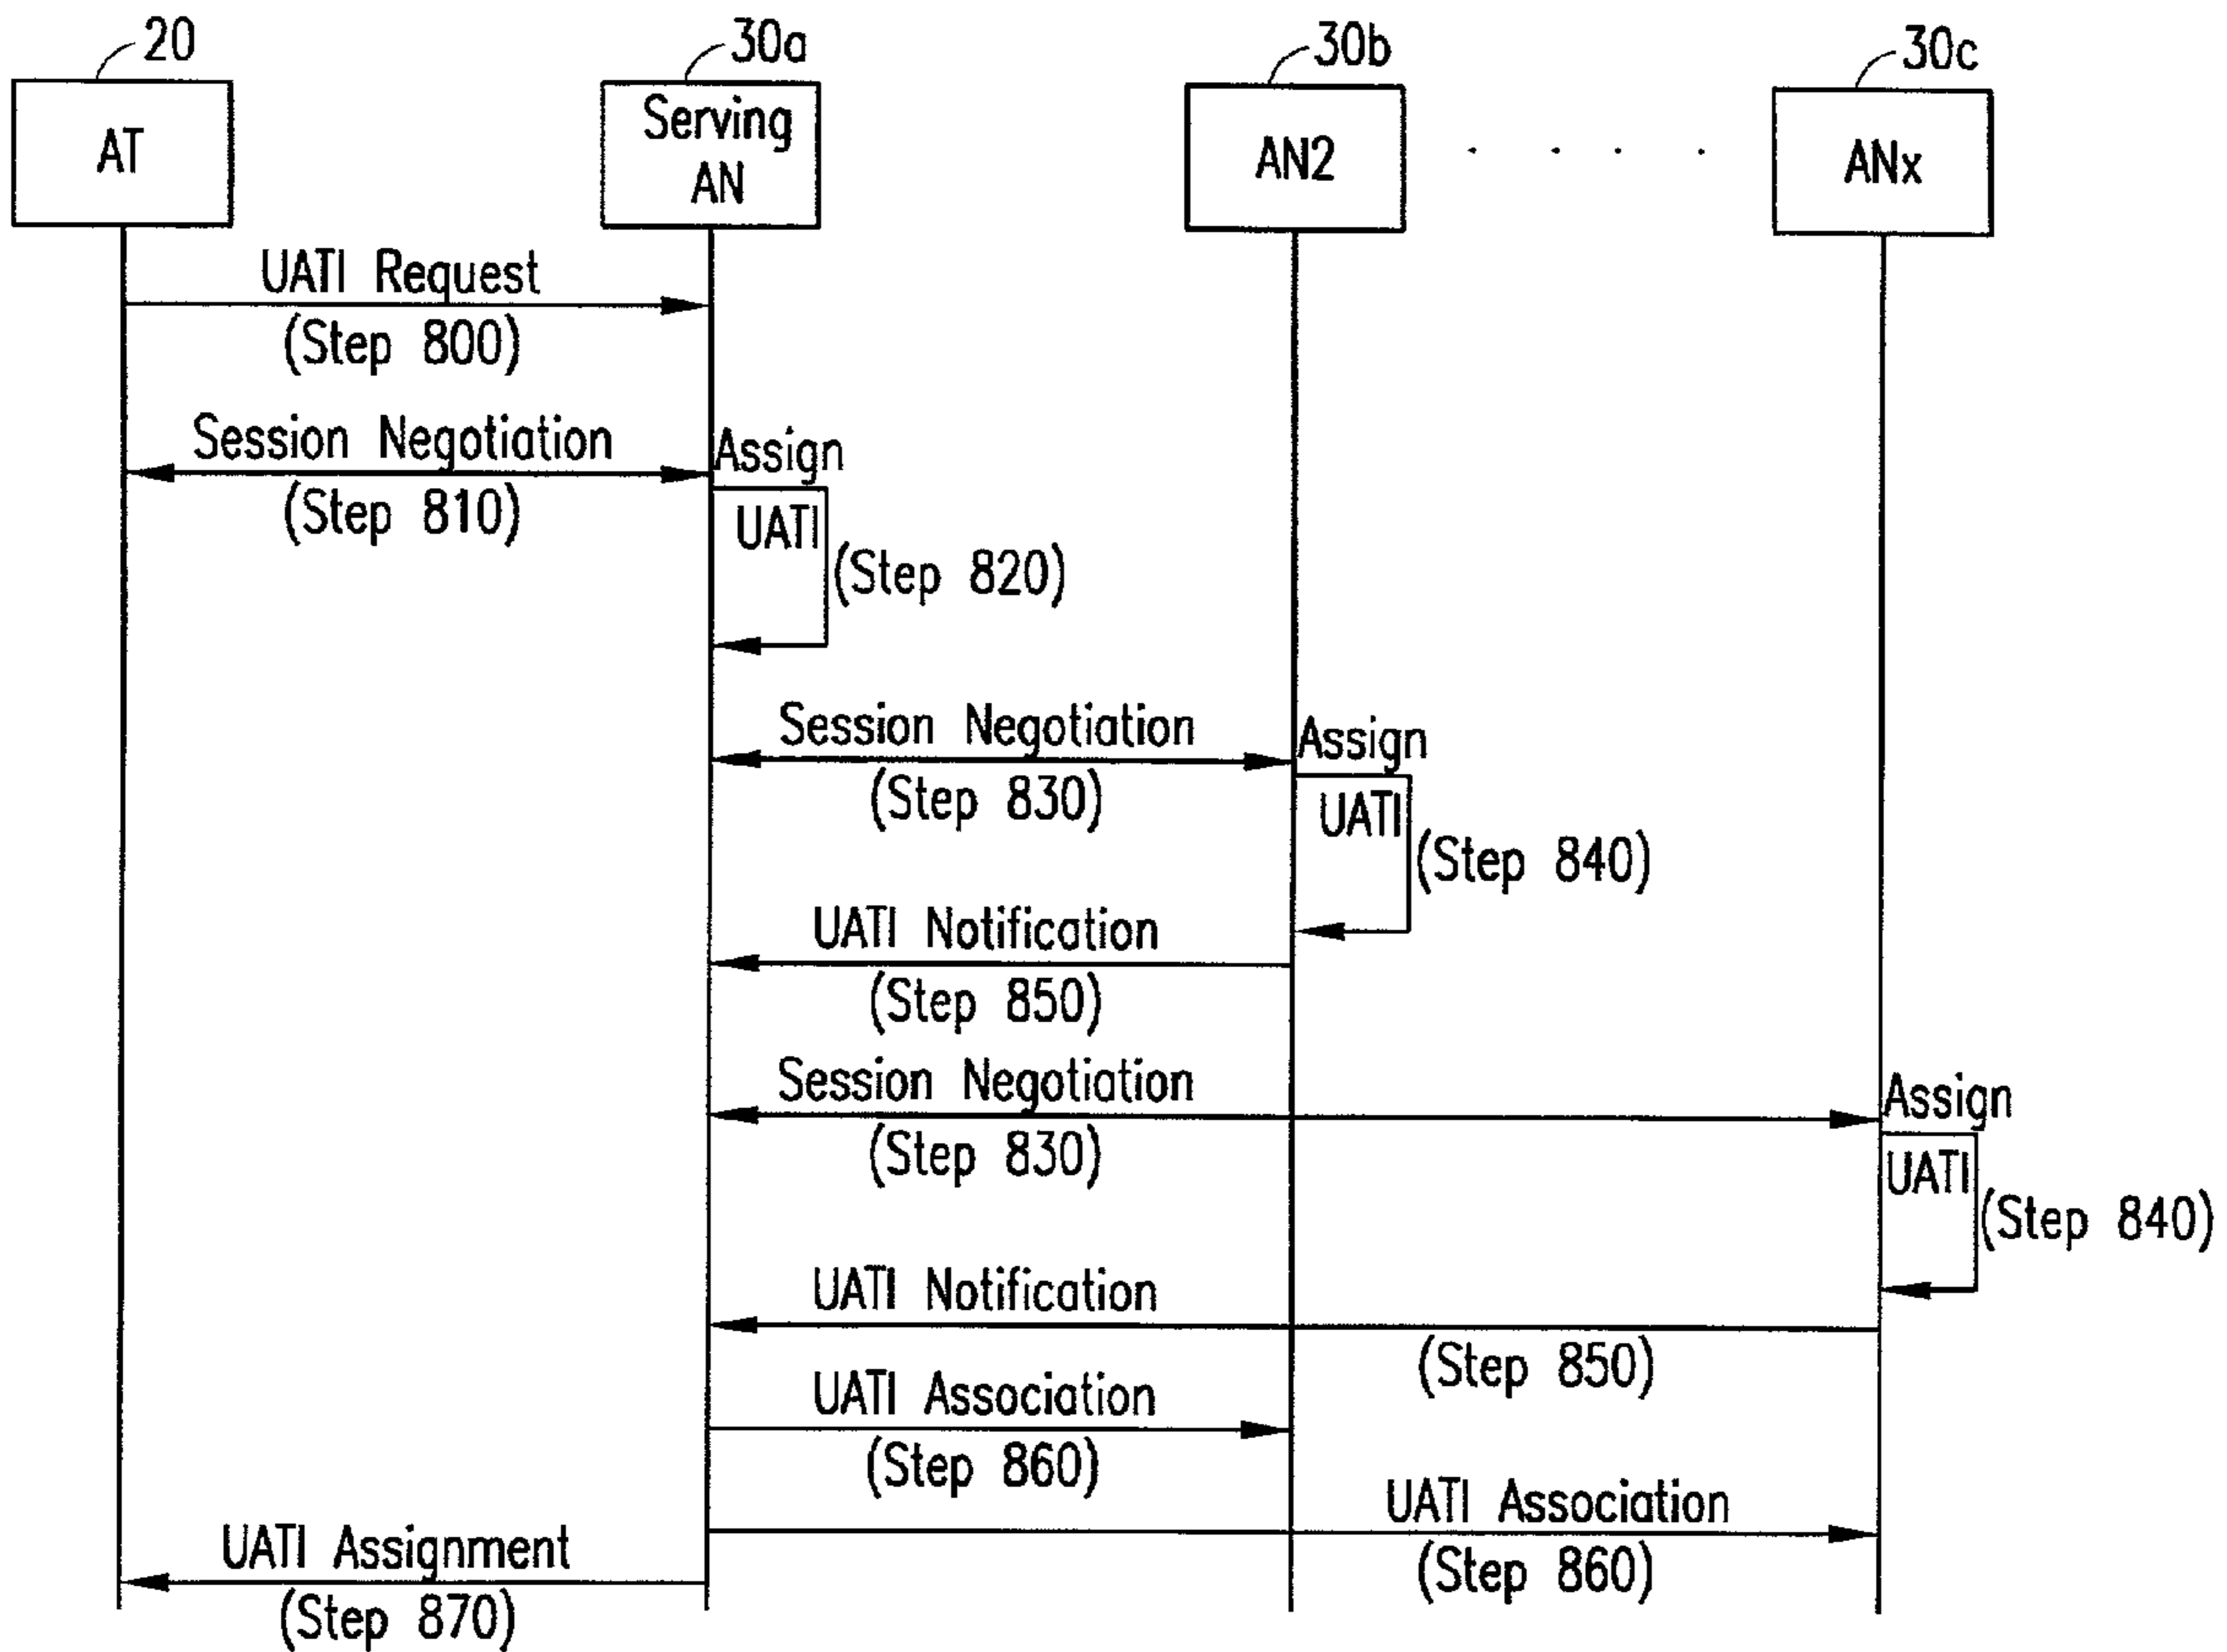 20
30a
30b
30c
AT
Serving
AN
AN2
ANx
UATI Request
(Step 800)
Session Negotiation
(Step 810)
Assign
UATI
(Step 820)
Session Negotiation
(Step 830)
Assign
UATI
(Step 840)
UATI Notification
(Step 850)
Session Negotiation
(Step 830)
Assign
UATI
(Step 840)
UATI Notification
(Step 850)
UATI Association
(Step 860)
UATI Association
(Step 860)
UATI Assignment
(Step 870)